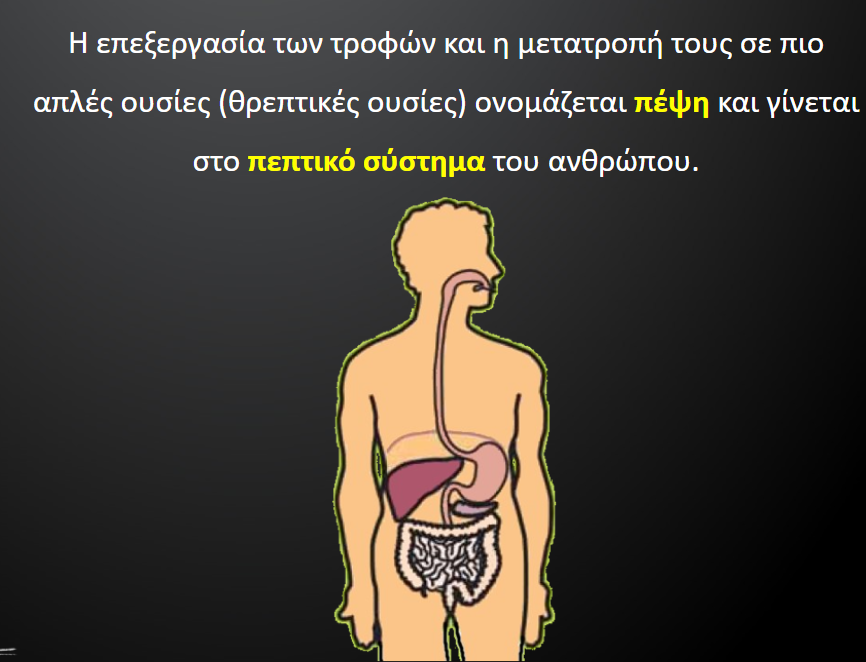 Η επεξεργασία των τροφών και η μετατροπή τους σε πιο
απλές ουσίες (θρεπτικές ουσίες) ονομάζεται πέψη και γίνεται
στο πεπτικό σύστημα του ανθρώπου.